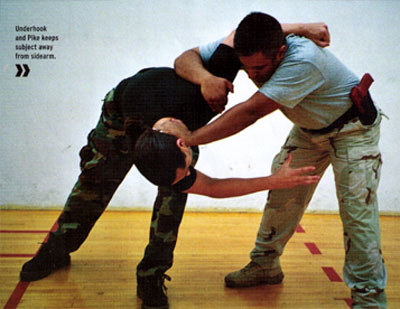 Underhook
and Pike keeps
subject away
from sidearm.